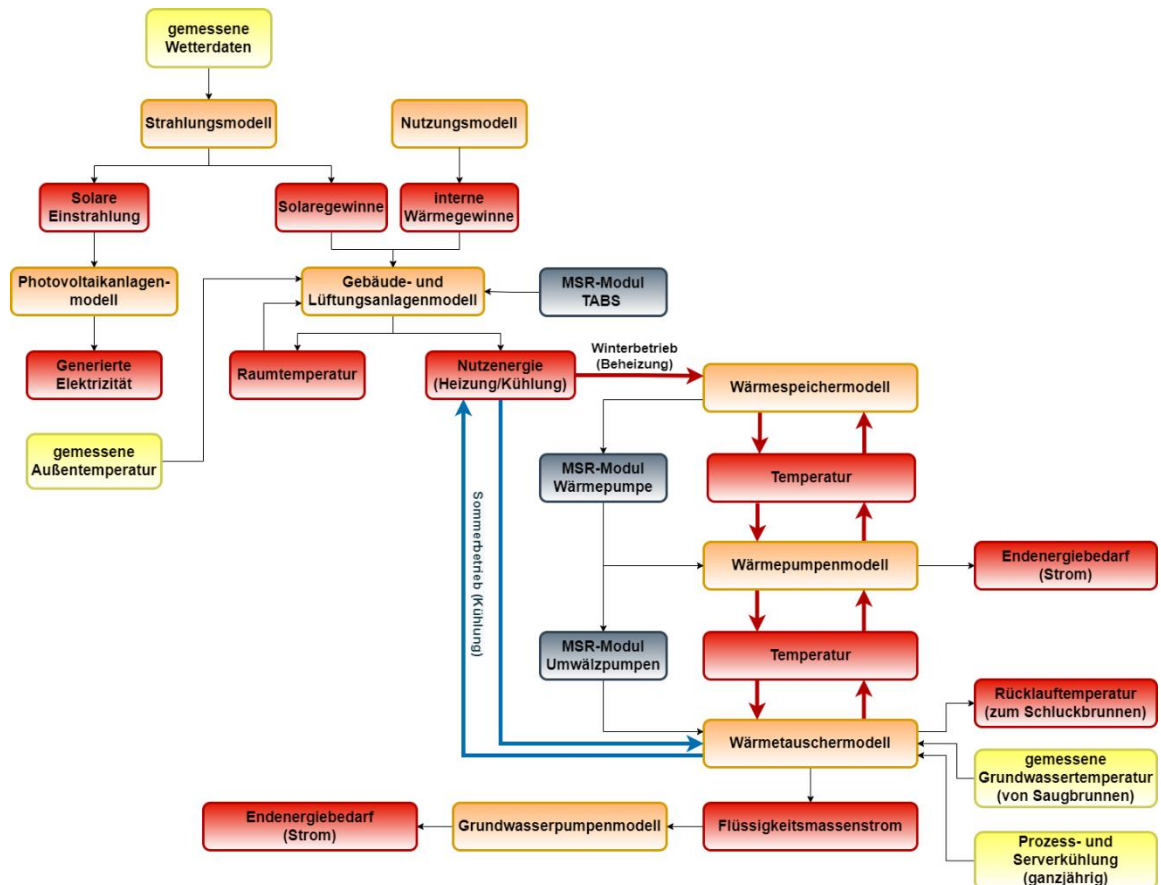 gemessene
Wetterdaten
Strahlungsmodell
Nutzungsmodell
Solare
Einstrahlung
Solaregewinne
interne
Wärmegewinne
Photovoltaikanlagen-
modell
Gebäude- und
Lüftungsanlagenmodell
MSR-Modul
TABS
Generierte
Elektrizität
Raumtemperatur
Nutzenergie
(Heizung/Kühlung)
Winterbetrieb
(Beheizung)
Wärmespeichermodell
gemessene
Außentemperatur
MSR-Modul
Wärmepumpe
Temperatur
Sommerbetrieb (Kühlung)
Wärmepumpenmodell
Endenergiebedarf
(Strom)
MSR-Modul
Umwälzpumpen
Temperatur
Rücklauftemperatur
(zum Schluckbrunnen)
Wärmetauschermodell
gemessene
Grundwassertemperatur
(von Saugbrunnen)
Endenergiebedarf
(Strom)
Grundwasserpumpenmodell
Flüssigkeitsmassenstrom
Prozess- und
Serverkühlung
(ganzjährig)